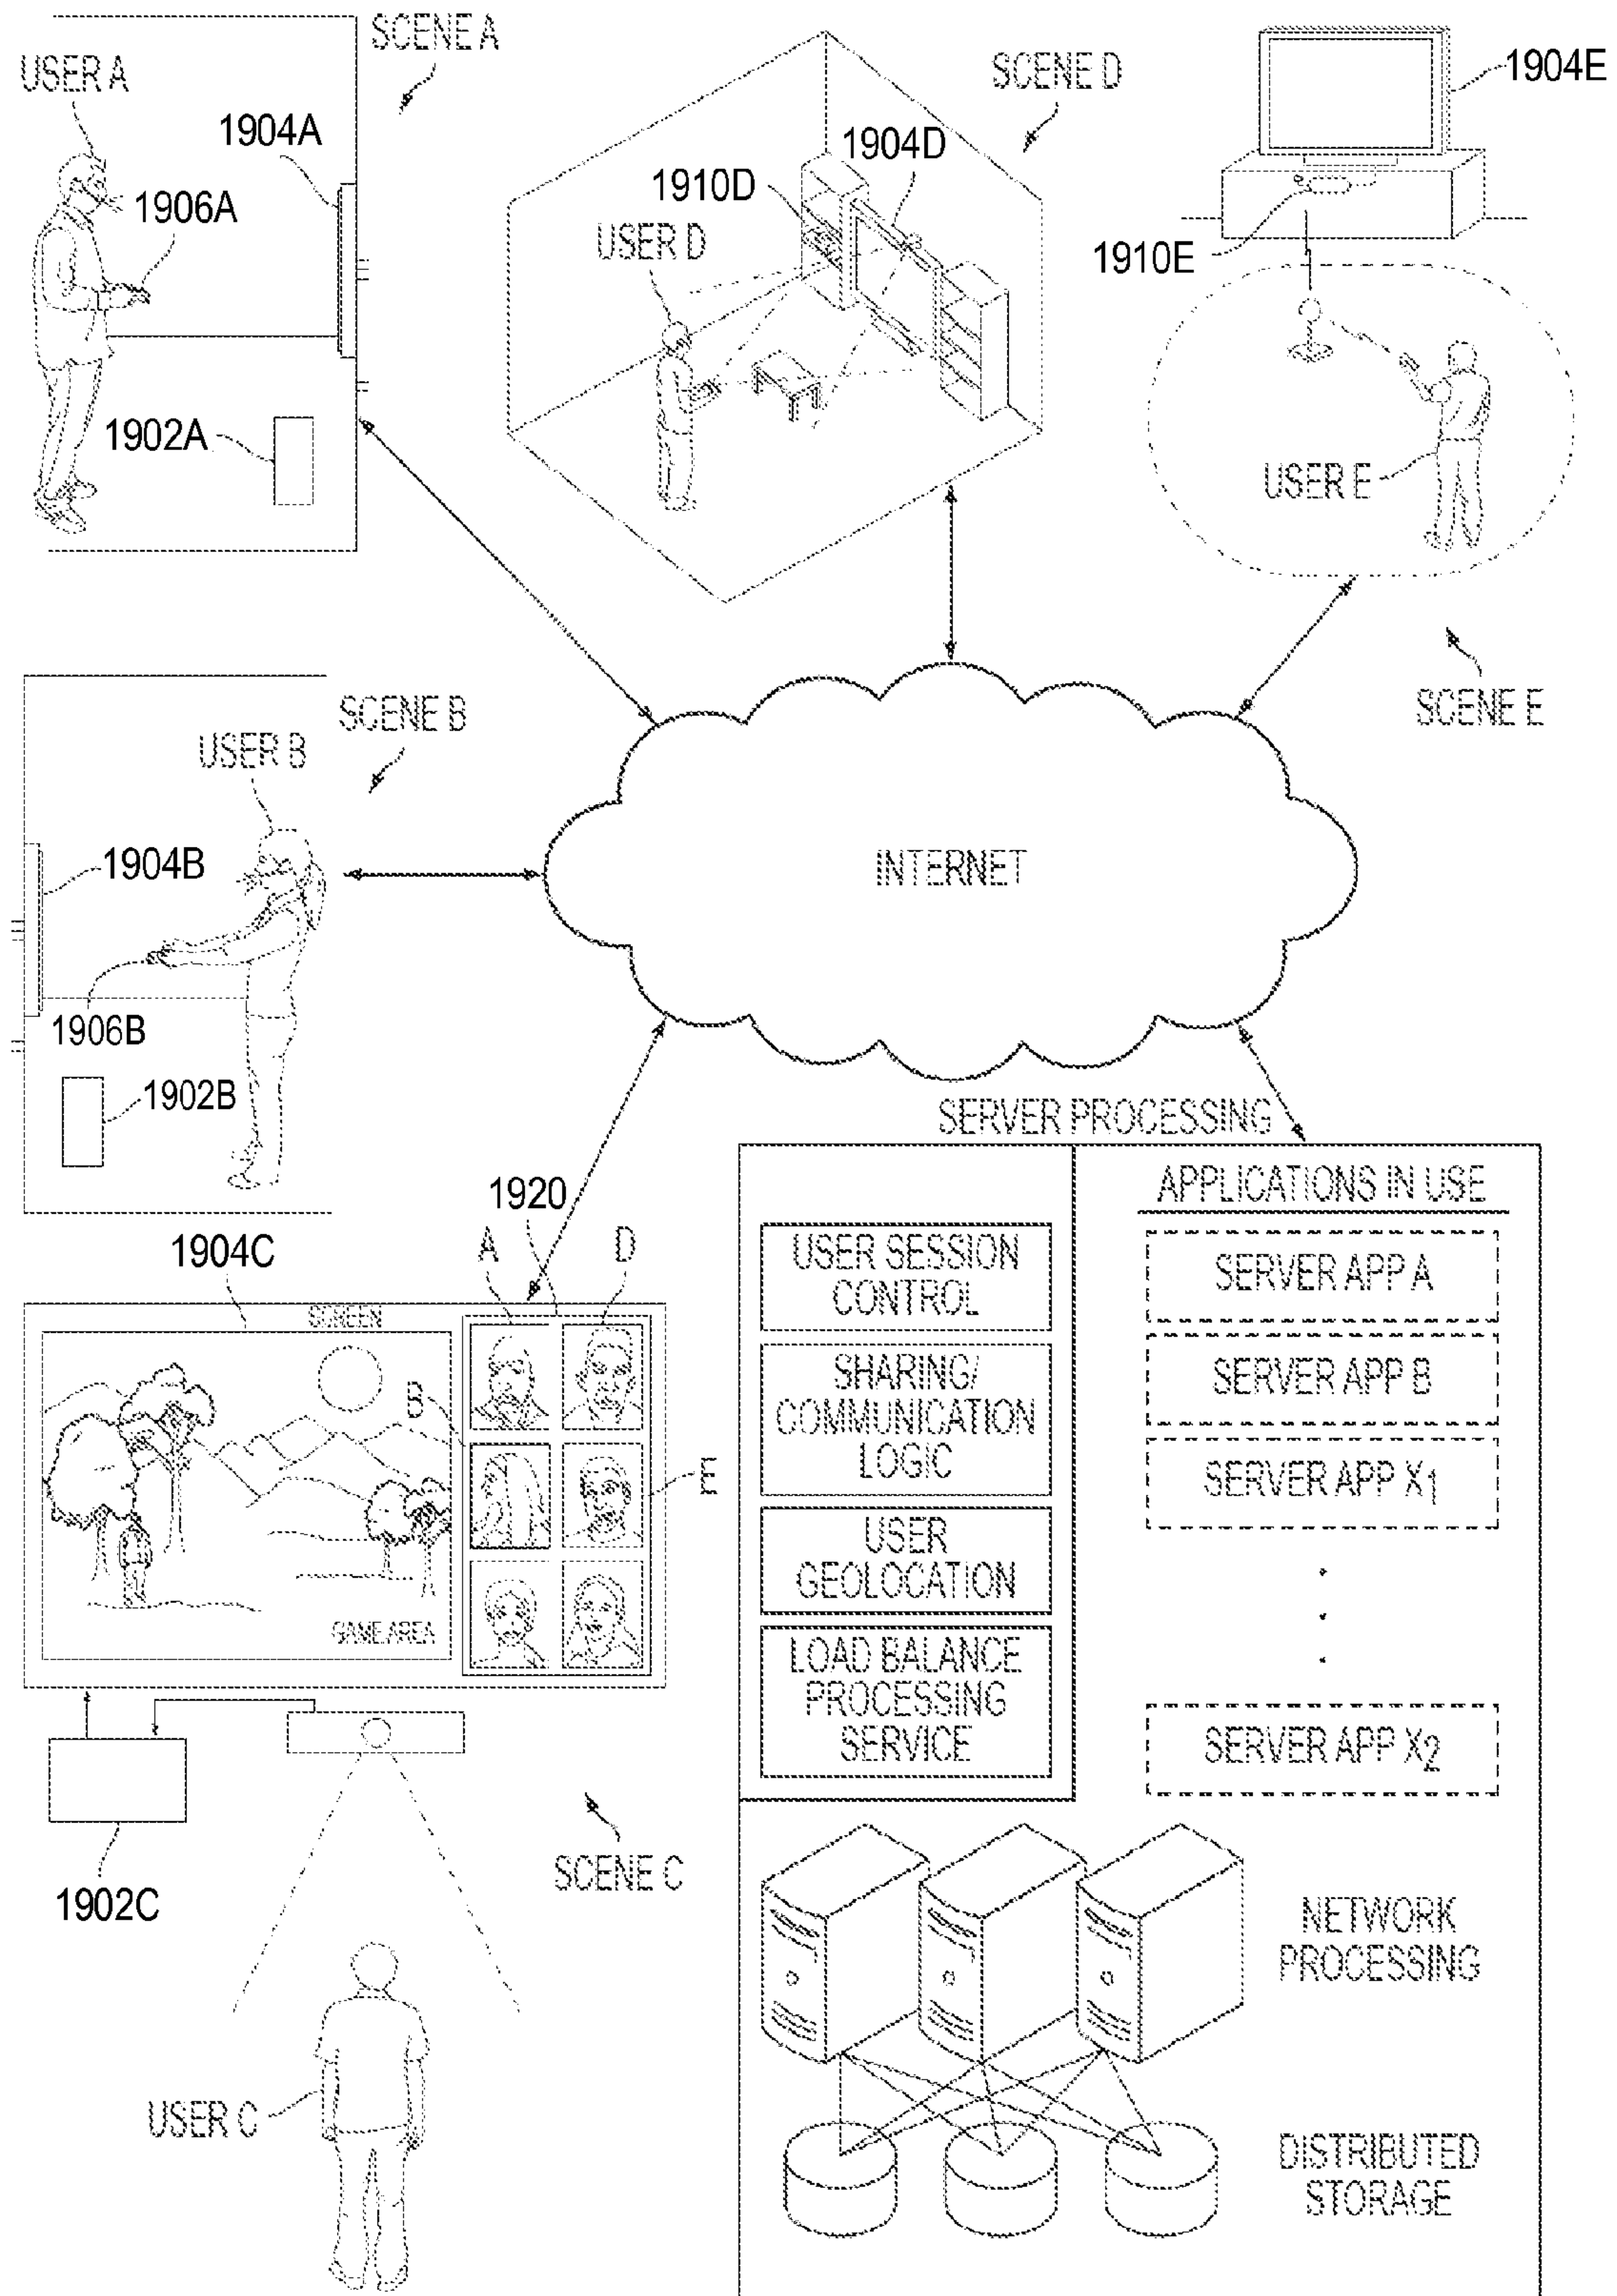 SCENE A
USER A
1904A
1906A
1902A
SCENE D
1904D
1910D
USER D
1904E
1910E
USER E
SCENE E
SCENE B
USER B
1904B
1906B
1902B
INTERNET
SERVER PROCESSING
1920
A
D
1904C
SCREEN
B
E
GAME AREA
1902C
SCENE C
USER C
USER SESSION
CONTROL
SHARING/
COMMUNICATION
LOGIC
USER
GEOLOCATION
LOAD BALANCE
PROCESSING
SERVICE
APPLICATIONS IN USE
SERVER APP A
SERVER APP B
SERVER APP X1
SERVER APP X2
NETWORK
PROCESSING
DISTRIBUTED
STORAGE